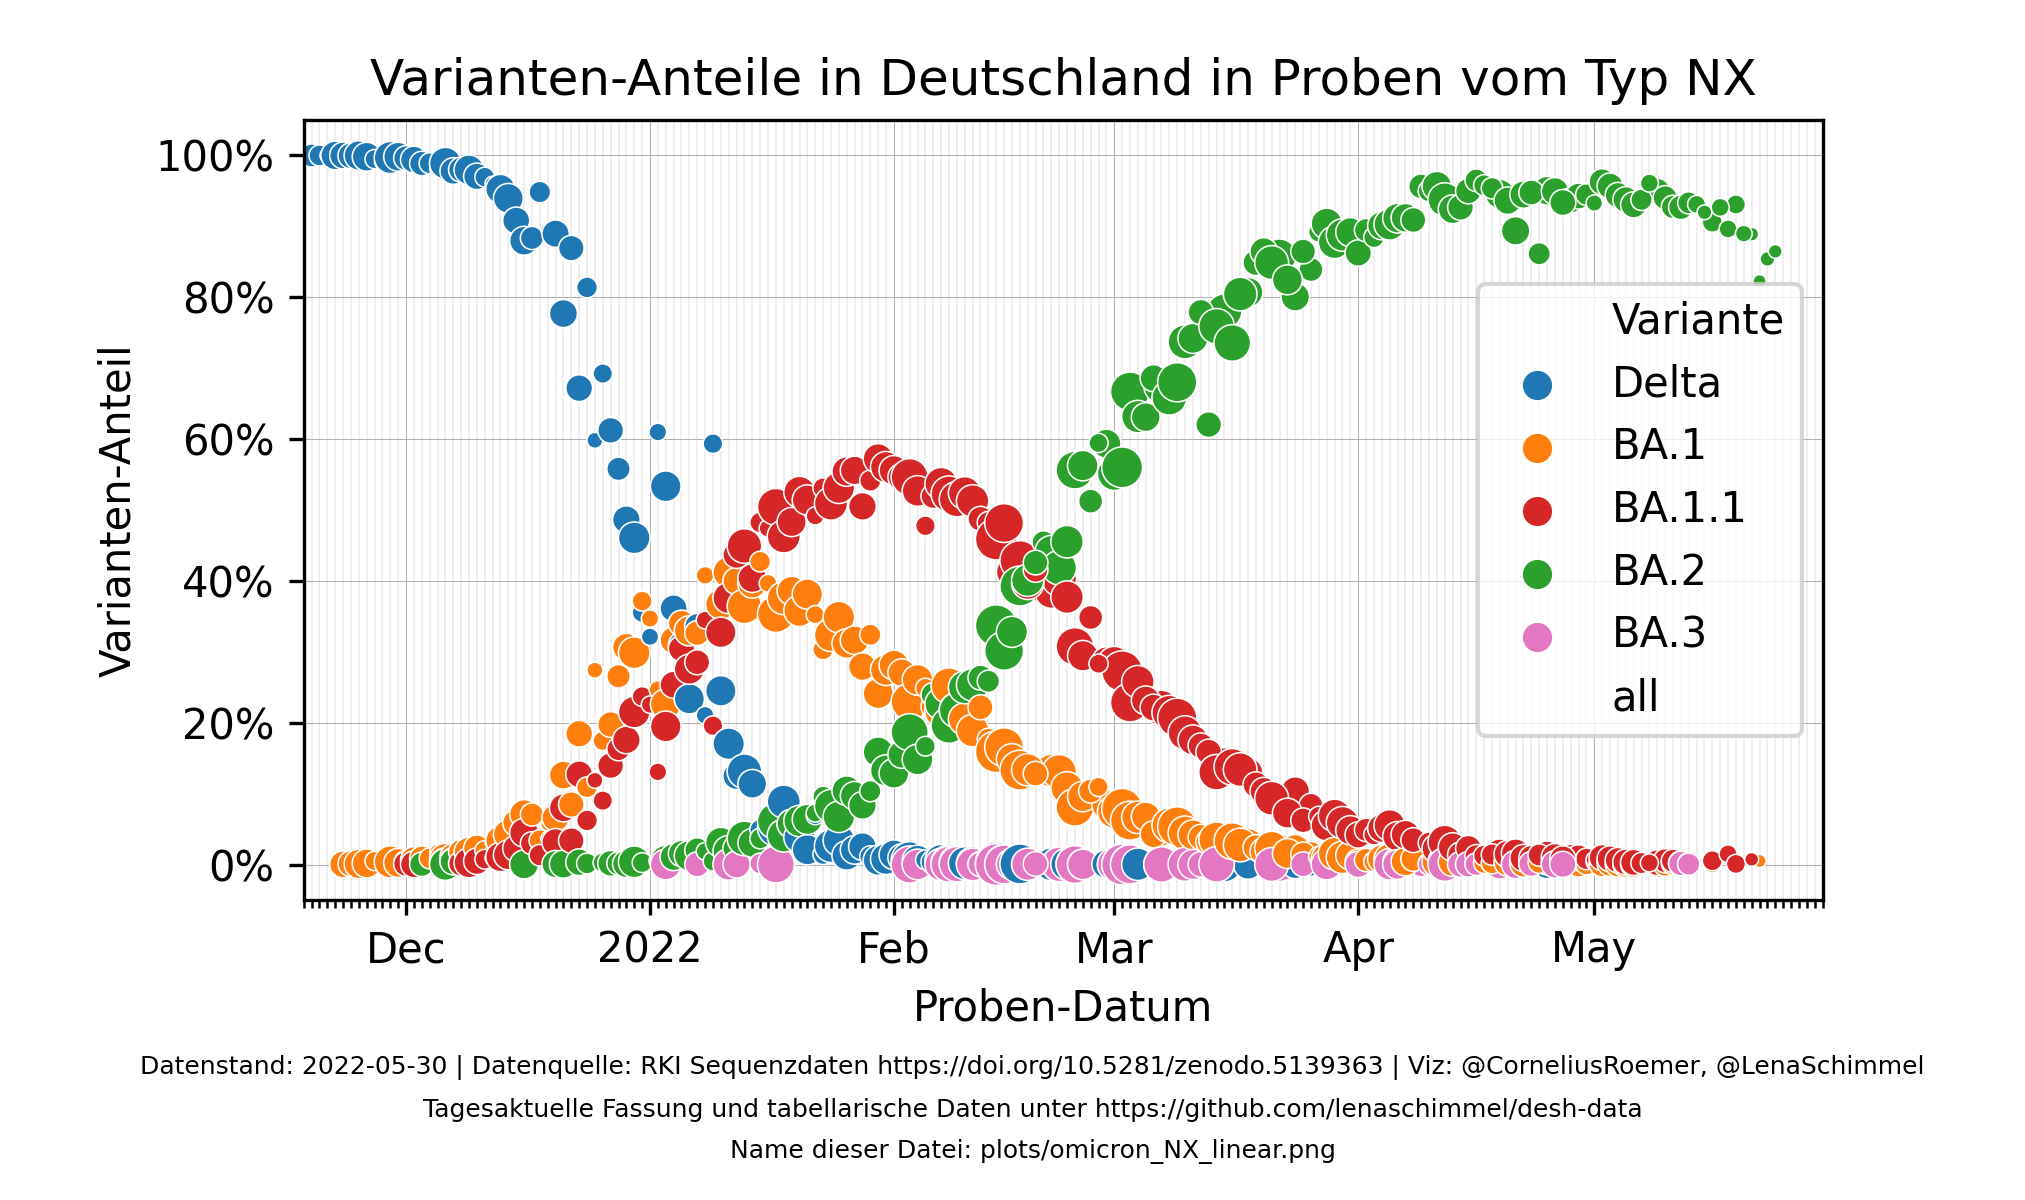 Varianten-Anteile in Deutschland in Proben vom Typ NX
100%
80%
60%
40%
20%
0%
Varianten-Anteil
Variante
Delta
BA.1
BA.1.1
BA.2
BA.3
all
Dec 2022 Feb Mar Apr May
Proben-Datum
Datenstand: 2022-05-30 | Datenquelle: RKI Sequenzdaten https://doi.org/10.5281/zenodo.5139363 | Viz: @CorneliusRoemer, @LenaSchimmel
Tagesaktuelle Fassung und tabellarische Daten unter https://github.com/lenaschimmel/desh-data
Name dieser Datei: plots/omicron_NX_linear.png